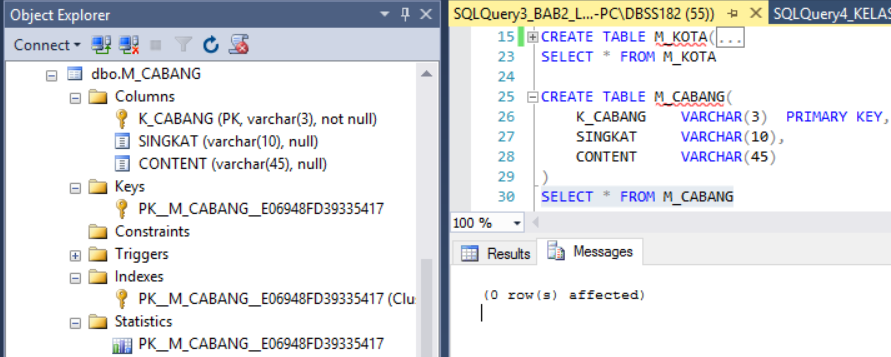 Object Explorer
Connect
dbo.M_CABANG
Columns
K_CABANG (PK, varchar(3), not null)
SINGKAT (varchar(10), null)
CONTENT (varchar(45), null)
Keys
PK__M_CABANG__E06948FD39335417
Constraints
Triggers
Indexes
PK__M_CABANG__E06948FD39335417 (Clu
Statistics
PK__M_CABANG__E06948FD39335417
SQLQuery3_BAB2_L...-PC\DBSS182 (55))
SQLQuery4_KELAS
15 CREATE TABLE M_KOTA(...
23 SELECT * FROM M_KOTA
24
25 CREATE TABLE M_CABANG(
26 K_CABANG VARCHAR(3) PRIMARY KEY,
27 SINGKAT VARCHAR(10),
28 CONTENT VARCHAR(45)
29 )
30 SELECT * FROM M_CABANG
100 %
Results Messages
(0 row(s) affected)